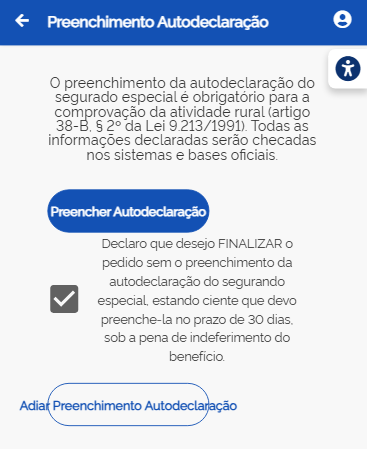 Preenchimento Autodeclaração
O preenchimento da autodeclaração do
segurado especial é obrigatório para a
comprovação da atividade rural (artigo
38-B, § 2º da Lei 9.213/1991). Todas as
informações declaradas serão checadas
nos sistemas e bases oficiais.
Preencher Autodeclaração
Declaro que desejo FINALIZAR o
pedido sem o preenchimento da
autodeclaração do segurando
especial, estando ciente que devo
preenche-la no prazo de 30 dias,
sob a pena de indeferimento do
benefício.
Adiar Preenchimento Autodeclaração